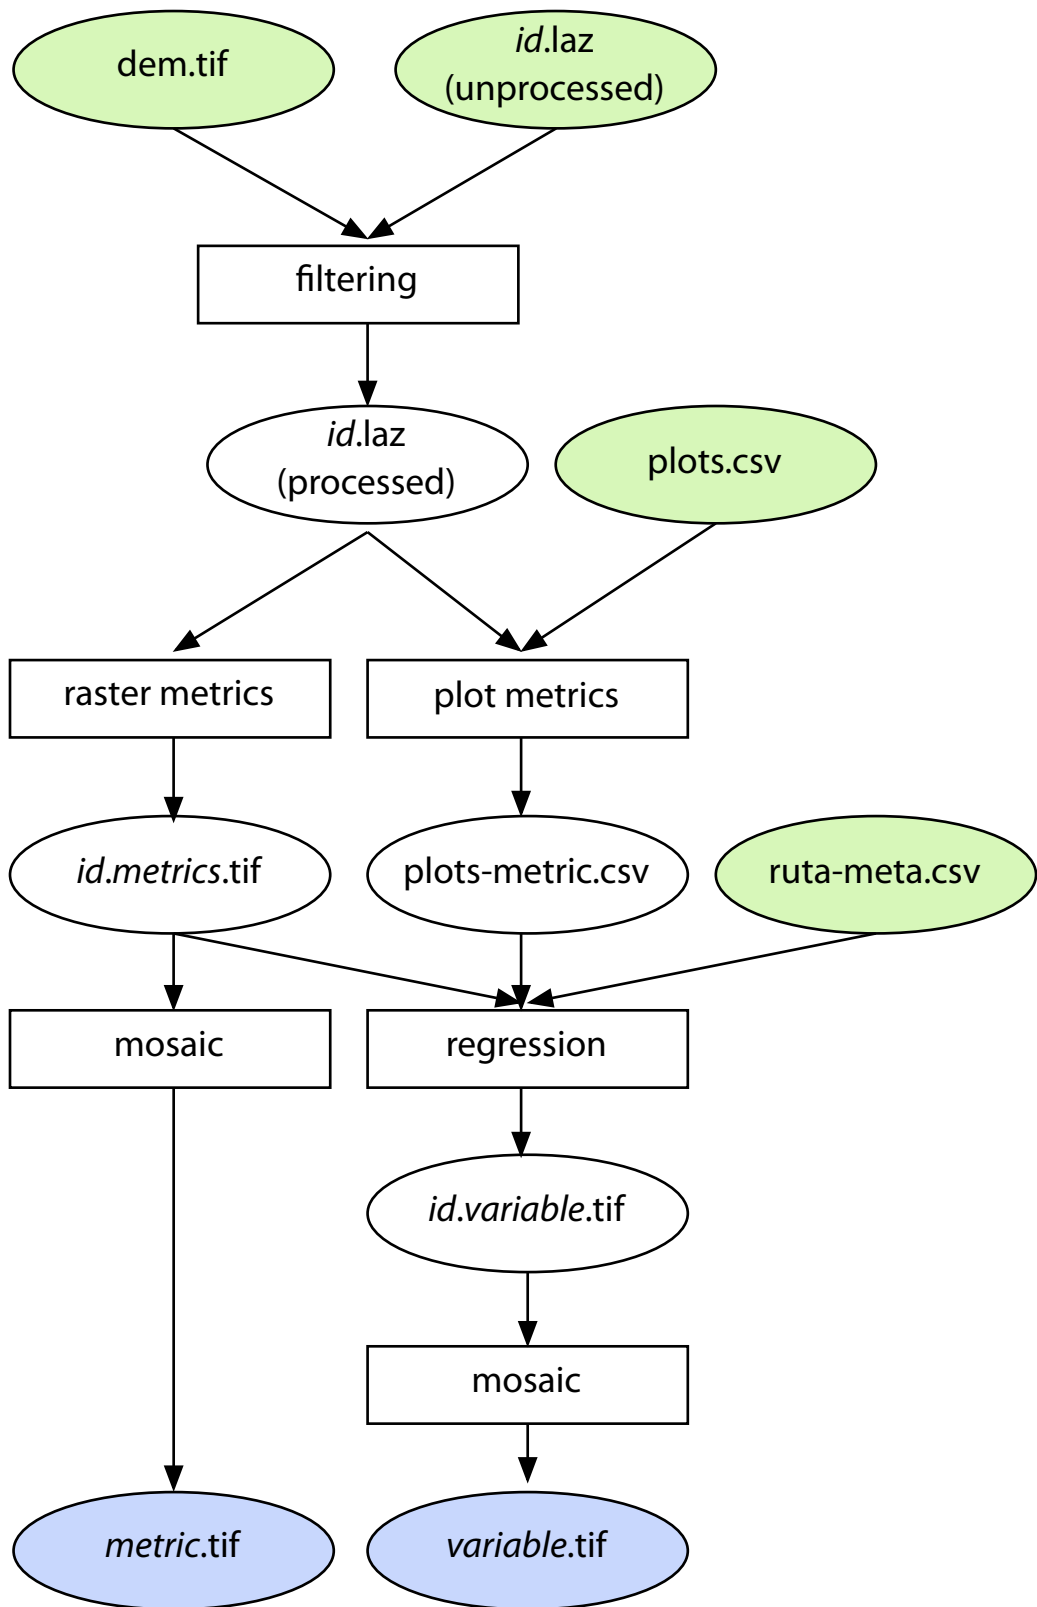 dem.tif
id.laz
(unprocessed)
filtering
id.laz
(processed)
plots.csv
raster metrics
plot metrics
id.metrics.tif
plots-metric.csv
ruta-meta.csv
mosaic
regression
id.variable.tif
mosaic
metric.tif
variable.tif